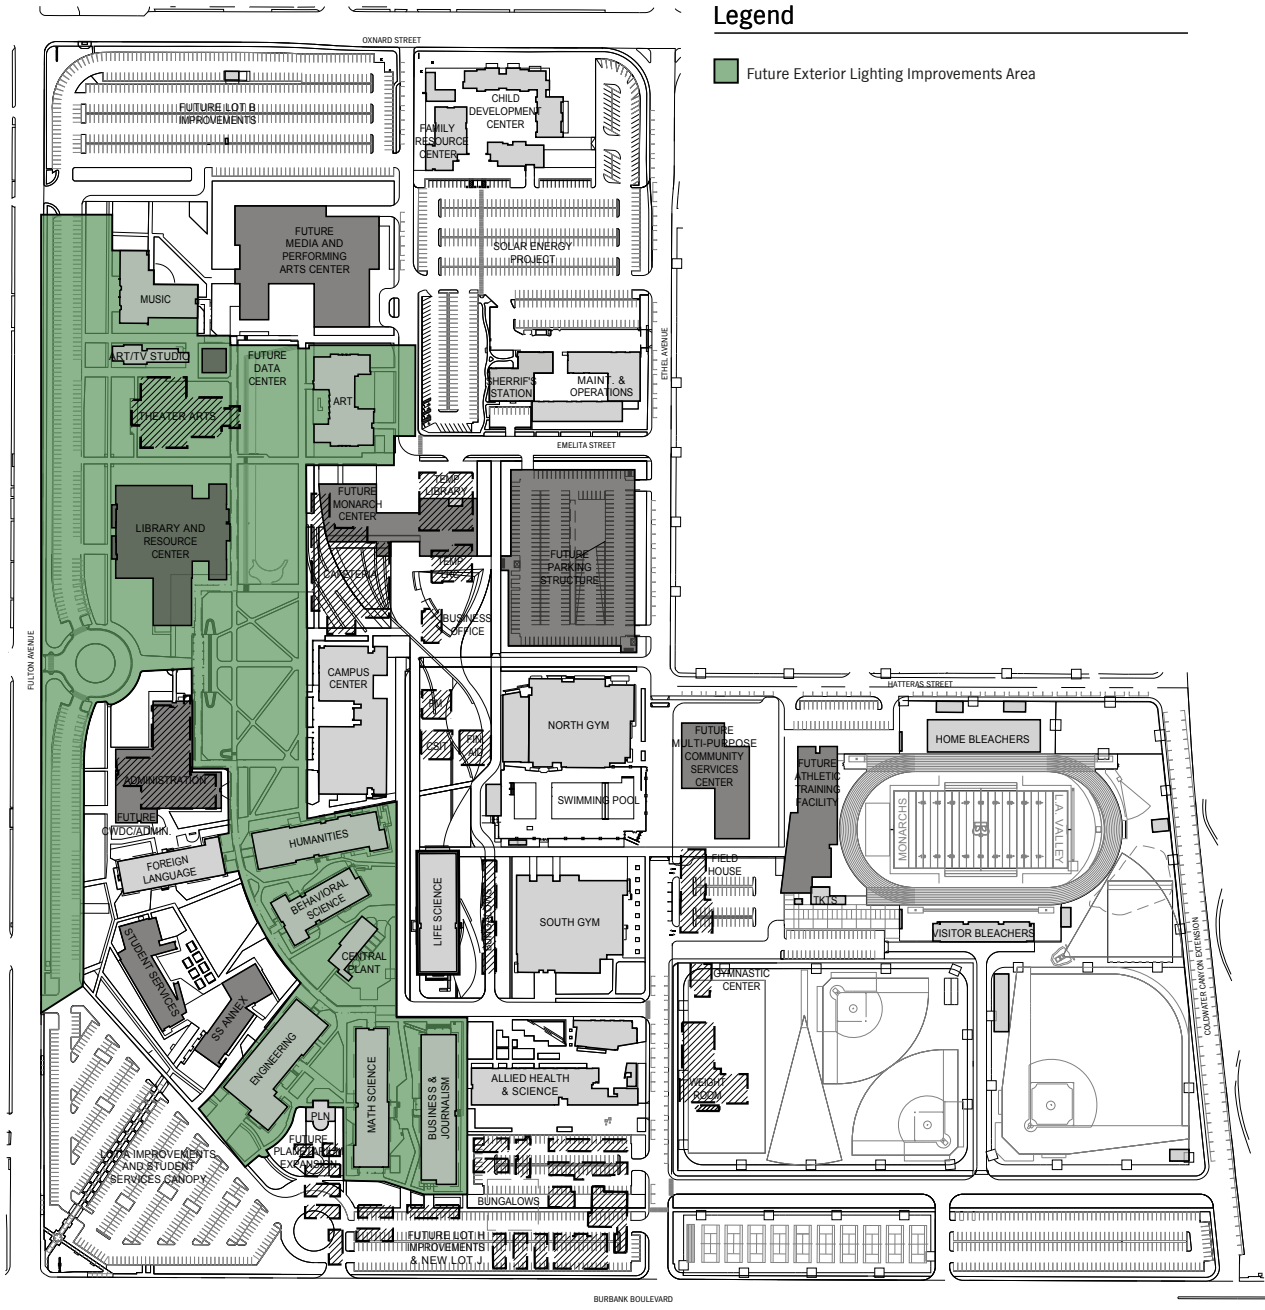 Legend
Future Exterior Lighting Improvements Area
OXNARD STREET
FUTURE LOT B
IMPROVEMENTS
CHILD
DEVELOPMENT
CENTER
FAMILY
RESOURCE
CENTER
FUTURE
MEDIA AND
PERFORMING
ARTS CENTER
SOLAR ENERGY
PROJECT
MUSIC
ART/TV STUDIO
FUTURE
DATA
CENTER
ART
THEATER ARTS
SHERRIF'S
STATION
MAINT. &
OPERATIONS
ETHEL AVENUE
EMELITA STREET
TEMP
LIBRARY
FUTURE
MONARCH
CENTER
LIBRARY AND
RESOURCE
CENTER
FUTURE
PARKING
STRUCTURE
CAFETERIA
TEMP
BUSINESS
OFFICE
FULTON AVENUE
CAMPUS
CENTER
HATTERAS STREET
NORTH GYM
CSIT
FIN.
AID
FUTURE
MULTI-PURPOSE
COMMUNITY
SERVICES
CENTER
HOME BLEACHERS
FUTURE
ATHLETIC
TRAINING
FACILITY
MONARCHS
L.A. VALLEY
ADMINISTRATION
FUTURE
CWDC/ADMIN.
SWIMMING POOL
HUMANITIES
FOREIGN
LANGUAGE
BEHAVIORAL
SCIENCE
LIFE SCIENCE
BUNGALOWS
SOUTH GYM
FIELD
HOUSE
TKTS
VISITOR BLEACHERS
COLDWATER CANYON EXTENSION
STUDENT SERVICES
CENTRAL
PLANT
SS ANNEX
GYMNASTIC
CENTER
ENGINEERING
MATH SCIENCE
BUSINESS &
JOURNALISM
ALLIED HEALTH
& SCIENCE
WEIGHT
ROOM
PLN
FUTURE
PLANETARIUM
EXPANSION
LOT A IMPROVEMENTS
AND STUDENT
SERVICES CANOPY
BUNGALOWS
FUTURE LOT H
IMPROVEMENTS
& NEW LOT J
BURBANK BOULEVARD